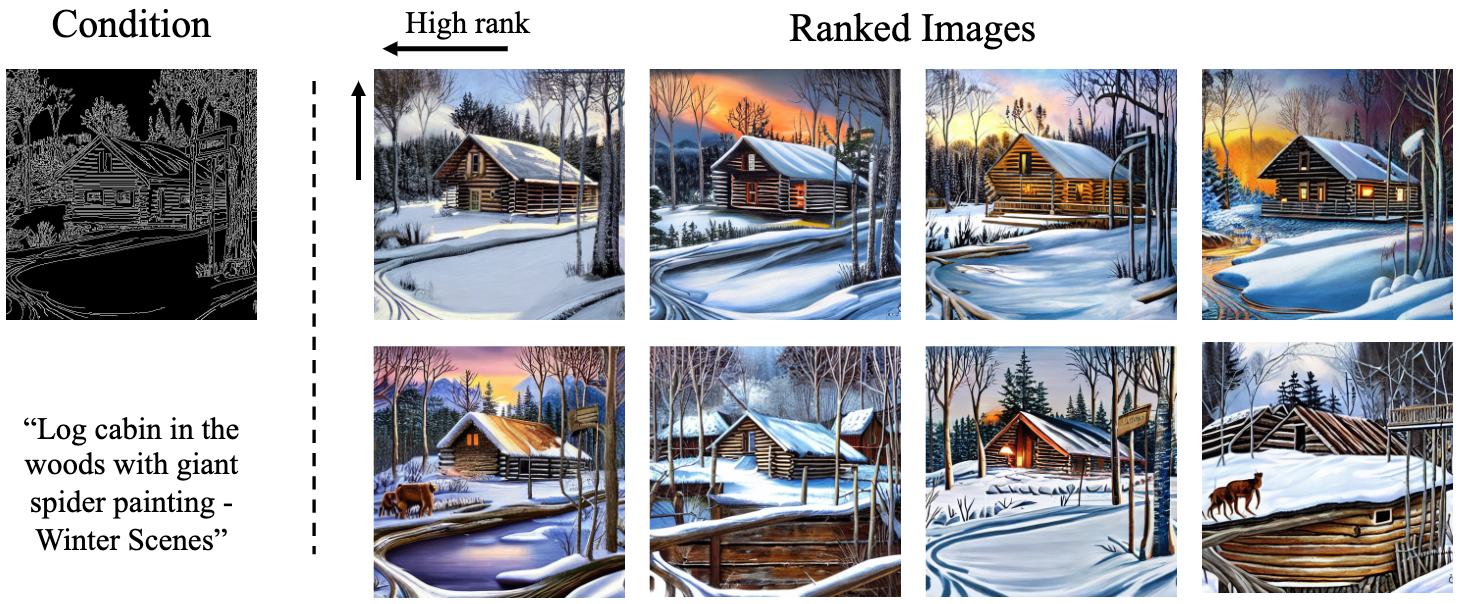 Condition
High rank
Ranked Images
“Log cabin in the
woods with giant
spider painting -
Winter Scenes”